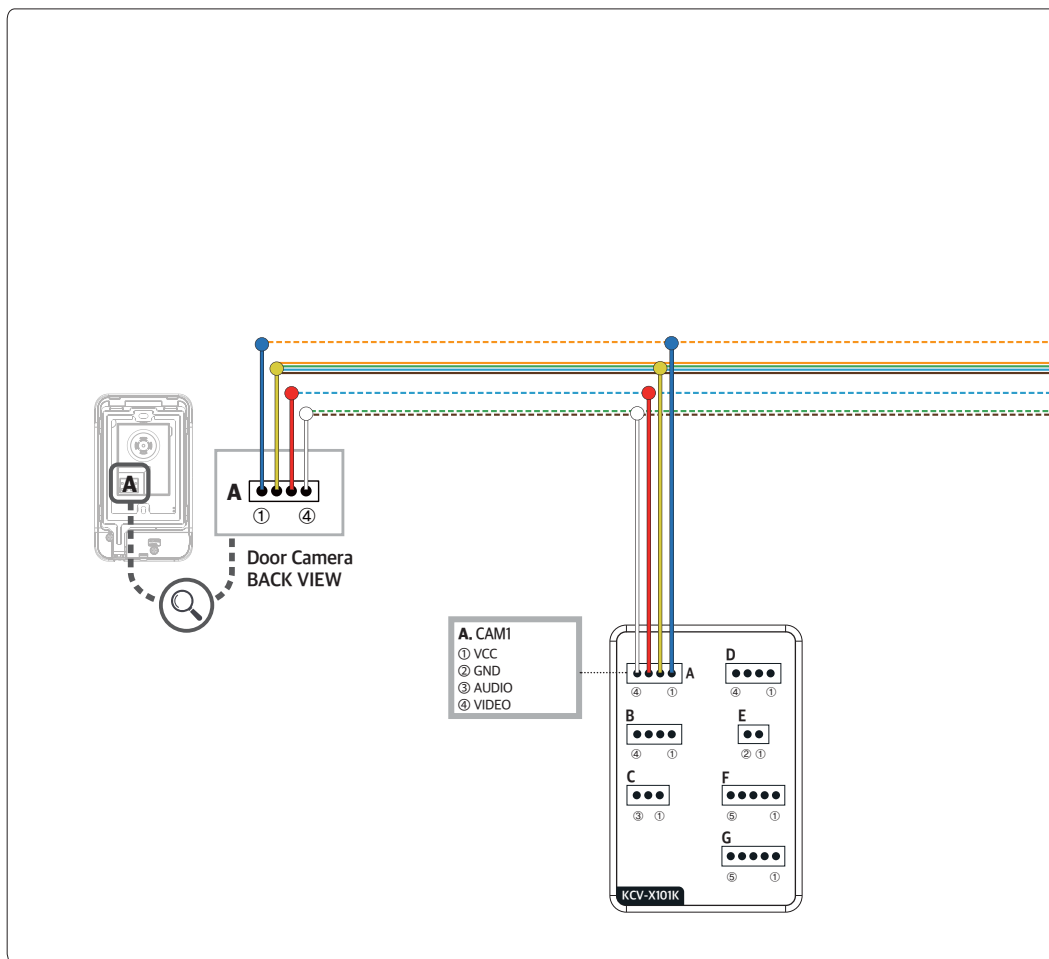 A
A
① ④
Door Camera
BACK VIEW
A. CAM1
① VCC
② GND
③ AUDIO
④ VIDEO
A
④ ①
D
④ ①
B
④ ①
E
② ①
C
③ ①
F
⑤ ①
G
⑤ ①
KCV-X101K